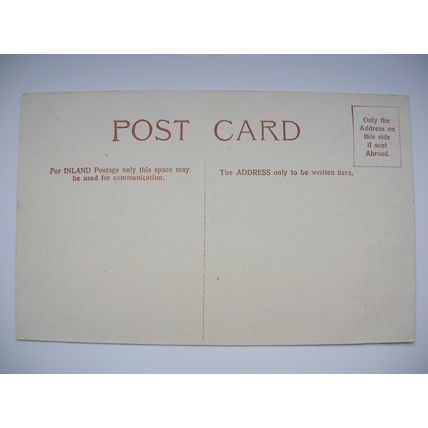 POST CARD
Only the
Address on
this side
if sent
Abroad.
For INLAND Postage only this space may
be used for communication.
The ADDRESS only to be written here.